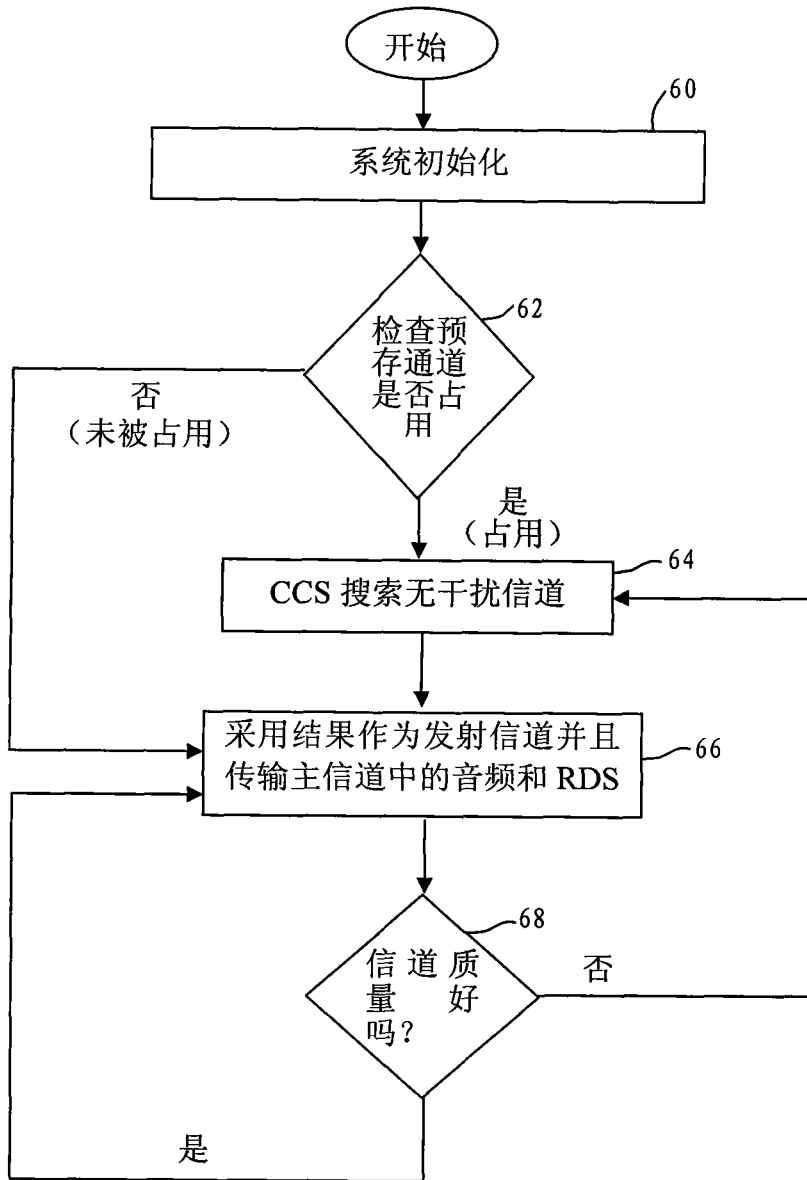 开始
60
系统初始化
62
检查预
存通道
是否占
用
否
（未被占用）
是
（占用）
64
CCS 搜索无干扰信道
采用结果作为发射信道并且
传输主信道中的音频和 RDS
66
68
信道质
量好
吗?
否
是